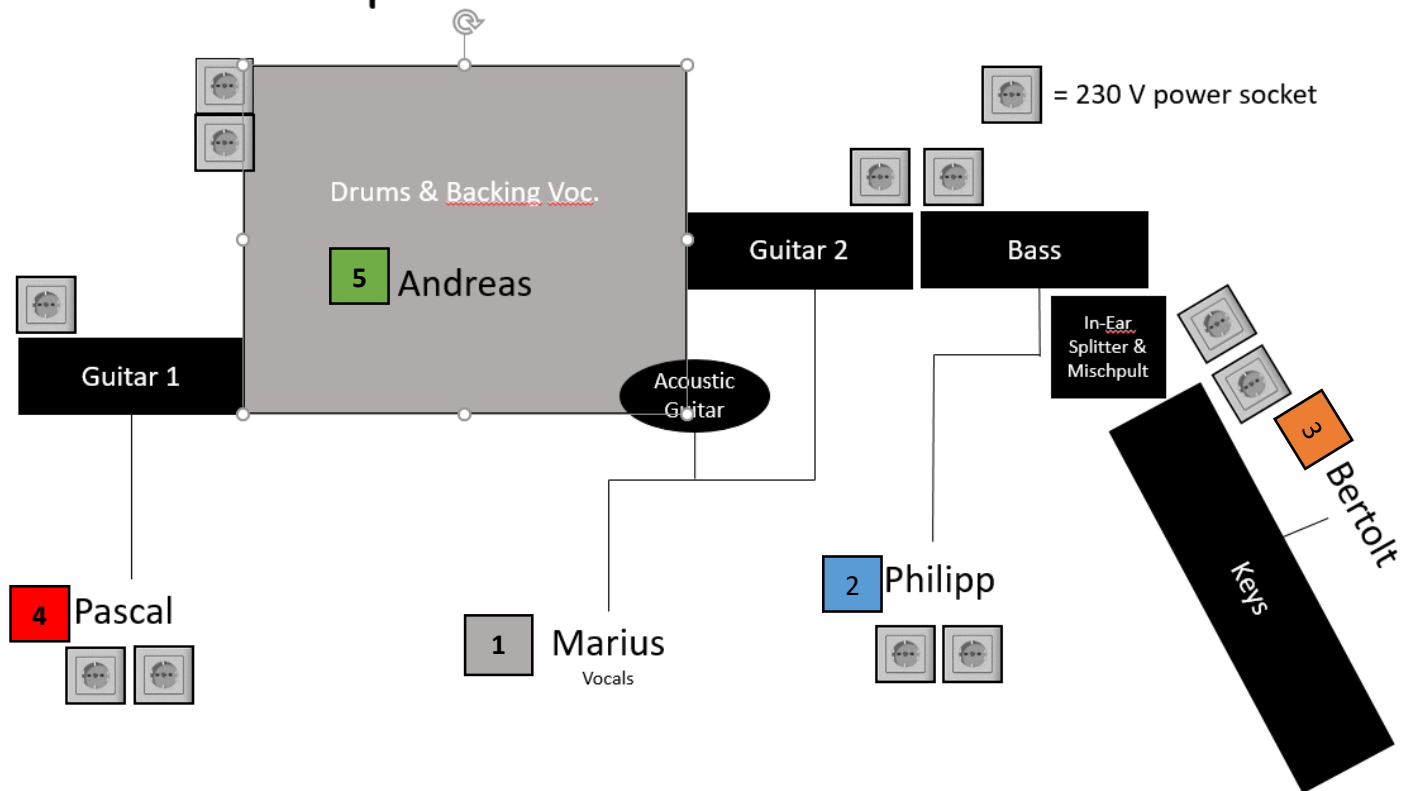 = 230 V power socket
Drums & Backing Voc.
5 Andreas
Guitar 2
Bass
In-Ear
Splitter &
Mischpult
Guitar 1
Acoustic
Guitar
3
Bertolt
Keys
4 Pascal
2 Philipp
1 Marius
Vocals